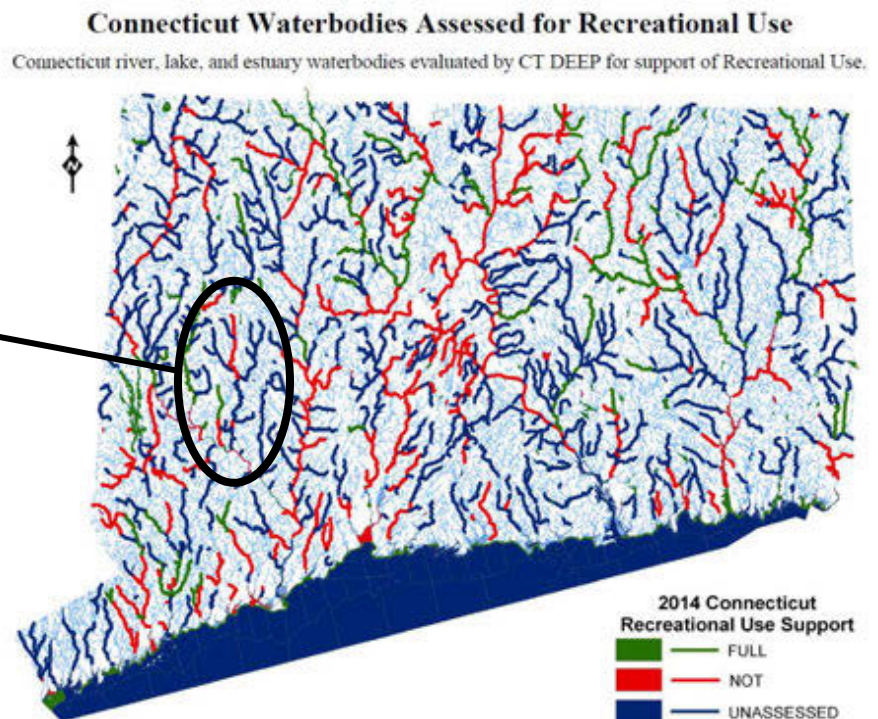 Connecticut Waterbodies Assessed for Recreational Use
Connecticut river, lake, and estuary waterbodies evaluated by CT DEEP for support of Recreational Use.
N
2014 Connecticut
Recreational Use Support
FULL
NOT
UNASSESSED